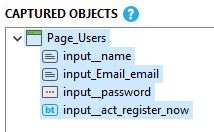 CAPTURED OBJECTS ?
Page_Users
input__name
input_Email_email
input__password
bt input__act_register_now